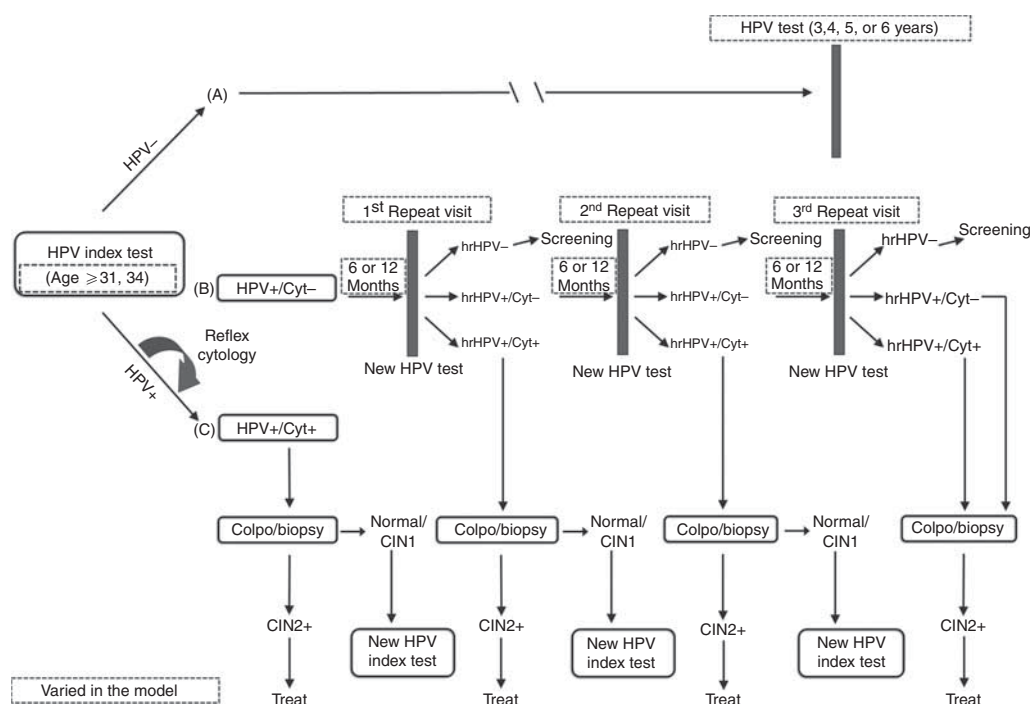 HPV test (3,4, 5, or 6 years)
(A)
HPV–
1st Repeat visit
2nd Repeat visit
3rd Repeat visit
HPV index test
(Age ⩾31, 34)
(B)
HPV+/Cyt–
6 or 12
Months
hrHPV–
Screening
hrHPV+/Cyt–
hrHPV+/Cyt+
New HPV test
6 or 12
Months
hrHPV–
Screening
hrHPV+/Cyt–
hrHPV+/Cyt+
New HPV test
6 or 12
Months
hrHPV–
Screening
hrHPV+/Cyt–
hrHPV+/Cyt+
New HPV test
Reflex
cytology
HPV+
(C)
HPV+/Cyt+
Colpo/biopsy
Normal/
CIN1
Colpo/biopsy
Normal/
CIN1
Colpo/biopsy
Normal/
CIN1
Colpo/biopsy
CIN2+
New HPV
index test
CIN2+
New HPV
index test
CIN2+
New HPV
index test
CIN2+
Treat
Treat
Treat
Treat
Varied in the model